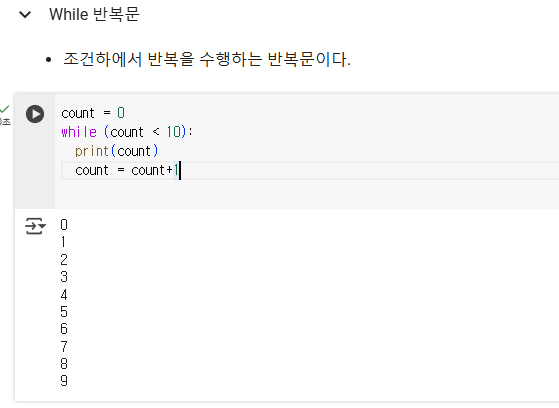 While 반복문
• 조건하에서 반복을 수행하는 반복문이다.
count = 0
while (count < 10):
  print(count)
  count = count+1
0
1
2
3
4
5
6
7
8
9